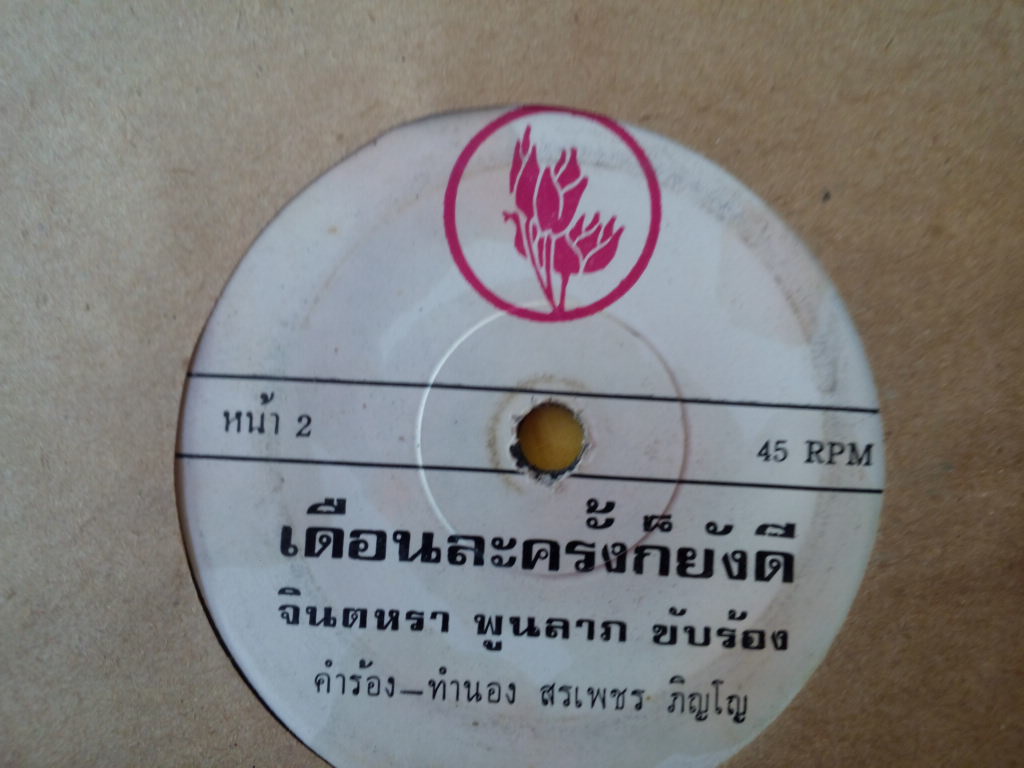 หน้า 2
45 RPM
เดือนละครั้งก็ยังดี
จินตหรา พูนลาภ ขับร้อง
คำร้อง–ทำนอง สรเพชร ภิญโญ